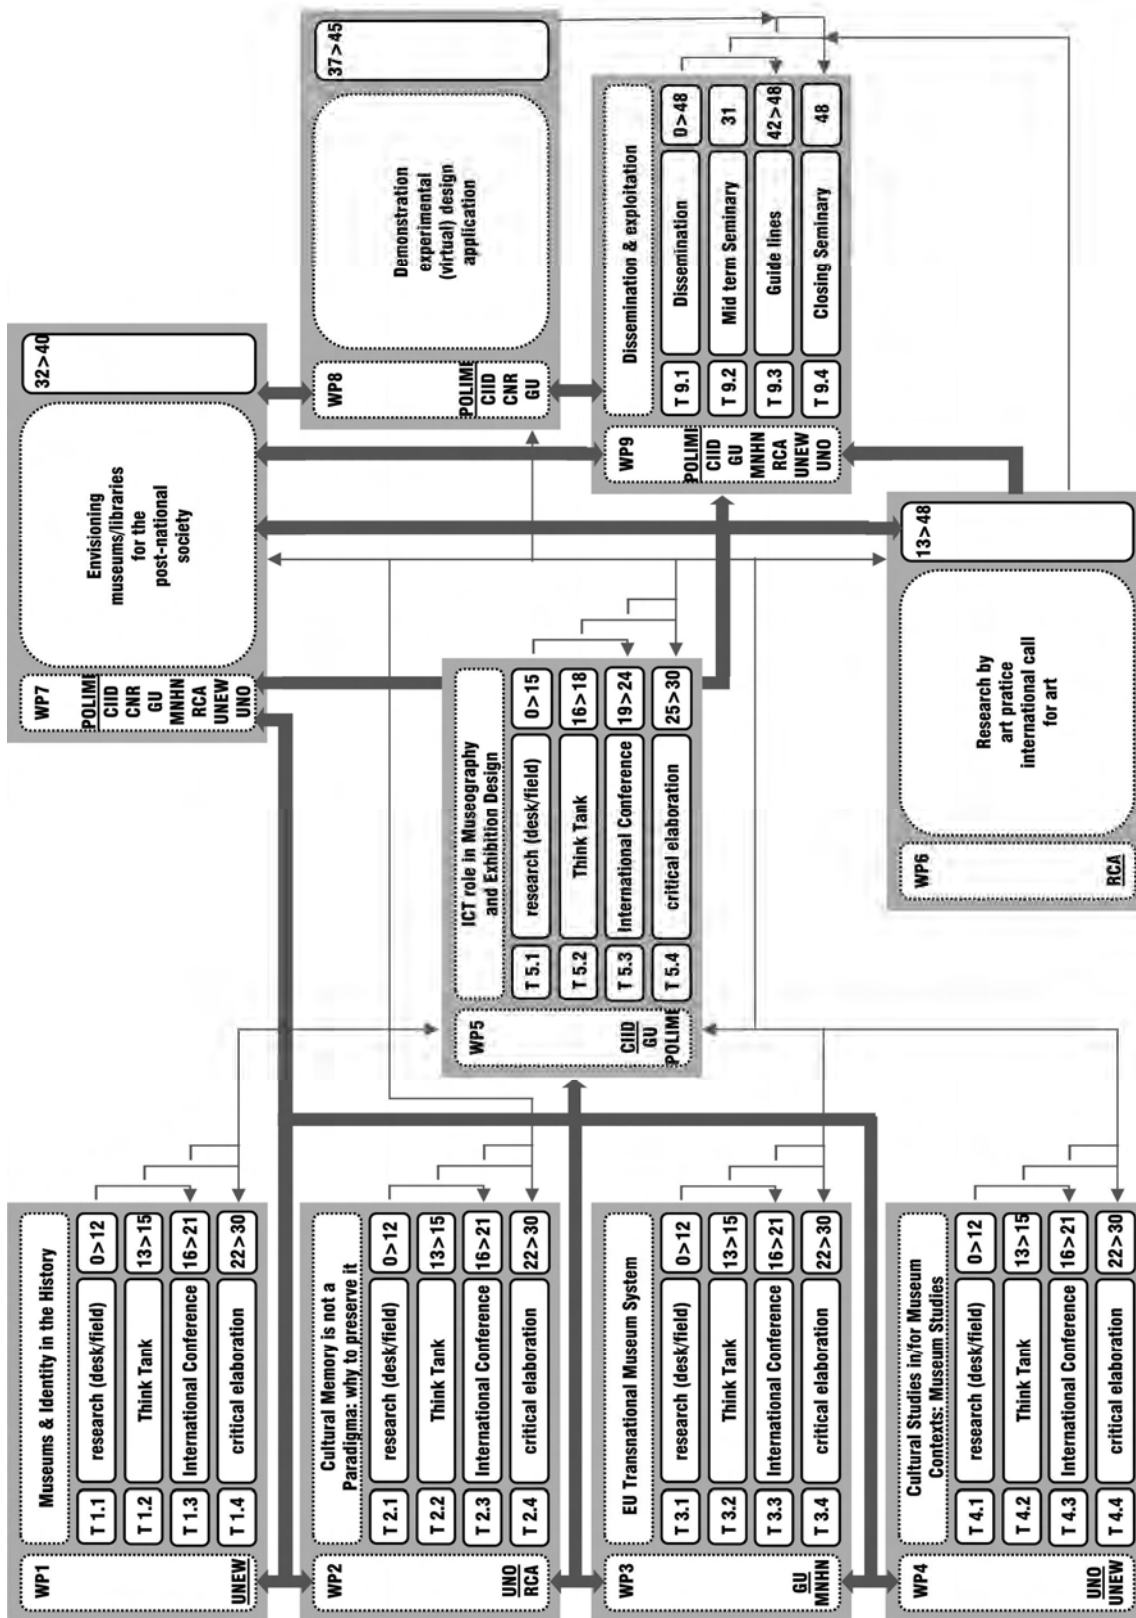 WP1
UNEW
Museums & Identity in the History
T 1.1
research (desk/field)
0>12
T 1.2
Think Tank
13>15
T 1.3
International Conference
16>21
T 1.4
critical elaboration
22>30
WP2
UNO
RCA
Cultural Memory is not a
Paradigm: why to preserve it
T 2.1
research (desk/field)
0>12
T 2.2
Think Tank
13>15
T 2.3
International Conference
16>21
T 2.4
critical elaboration
22>30
WP3
GU
MNHN
EU Transnational Museum System
T 3.1
research (desk/field)
0>12
T 3.2
Think Tank
13>15
T 3.3
International Conference
16>21
T 3.4
critical elaboration
22>30
WP4
UNO
UNEW
Cultural Studies in/for Museum
Contexts: Museum Studies
T 4.1
research (desk/field)
0>12
T 4.2
Think Tank
13>15
T 4.3
International Conference
16>21
T 4.4
critical elaboration
22>30
WP5
CIID
GU
POLIMI
ICT role in Museography
and Exhibition Design
T 5.1
research (desk/field)
0>15
T 5.2
Think Tank
16>18
T 5.3
International Conference
19>24
T 5.4
critical elaboration
25>30
WP6
RCA
Research by
art pratice
international call
for art
13>48
WP7
POLIMI
CIID
CNR
GU
MNHN
RCA
UNEW
UNO
Envisioning
museums/libraries
for the
post-national
society
32>40
WP8
POLIMI
CIID
CNR
GU
Demonstration
experimental
(virtual) design
application
37>45
WP9
POLIMI
CIID
GU
MNHN
RCA
UNEW
UNO
Dissemination & exploitation
T 9.1
Dissemination
0>48
T 9.2
Mid term Seminary
31
T 9.3
Guide lines
42>48
T 9.4
Closing Seminary
48